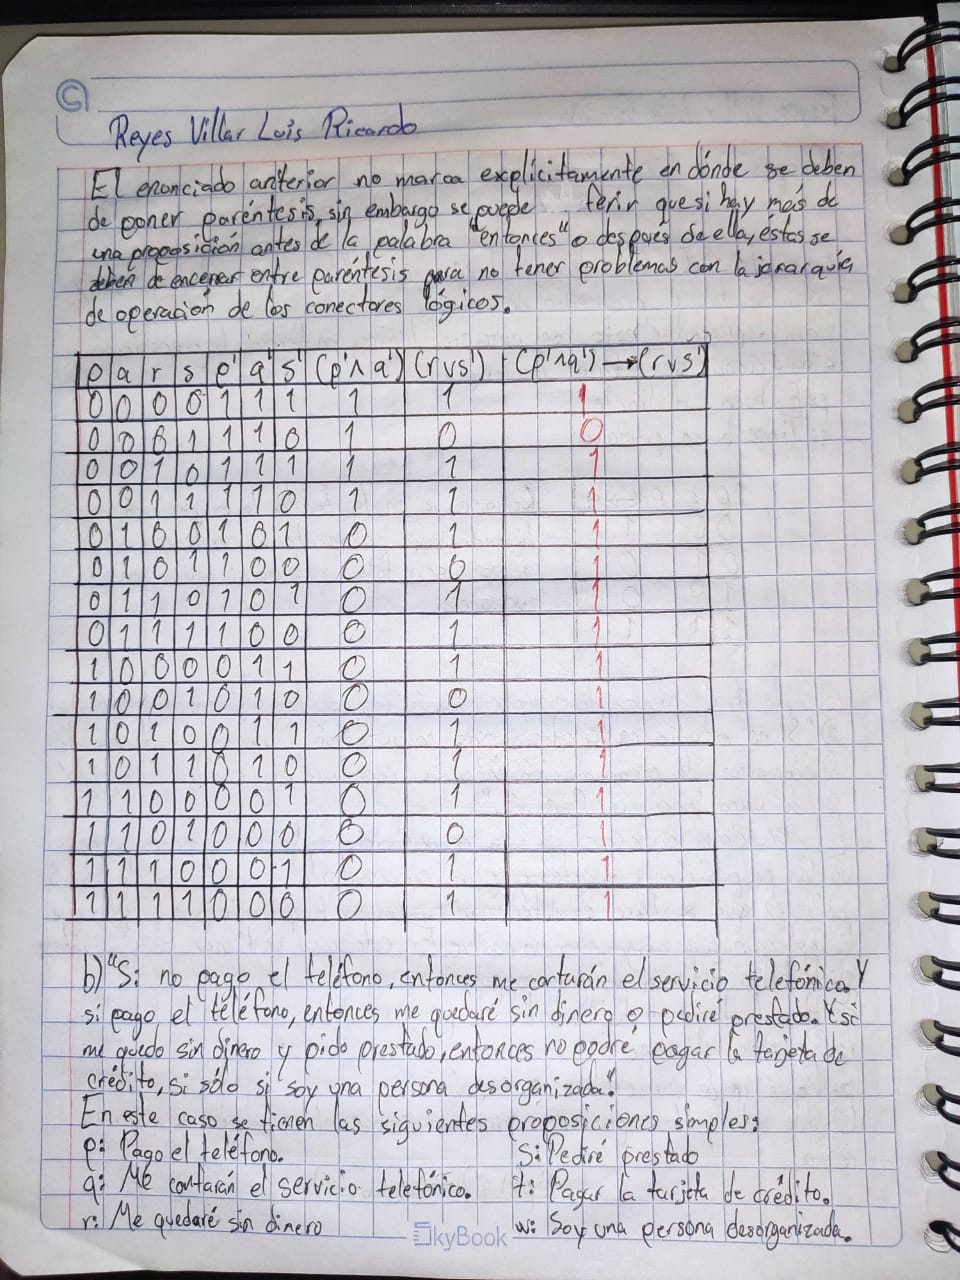 Reyes Villar Luis Ricardo
El enunciado anterior no marca explícitamente en dónde se deben
de poner paréntesis, sin embargo se puede ferir que si hay más de
una proposición antes de la palabra "entonces" o después de ella, éstas se
deben de encerrar entre paréntesis para no tener problemas con la jerarquía
de operación de los conectores lógicos.
p q r s p' q' s' (p' ∧ q') (r ∨ s') (p' ∧ q') → (r ∨ s')
0 0 0 0 1 1 1 1 1 1
0 0 0 1 1 1 0 1 0 0
0 0 1 0 1 1 1 1 1 1
0 0 1 1 1 1 0 1 1 1
0 1 0 0 1 0 1 0 1 1
0 1 0 1 1 0 0 0 0 1
0 1 1 0 1 0 1 0 1 1
0 1 1 1 1 0 0 0 1 1
1 0 0 0 0 1 1 0 1 1
1 0 0 1 0 1 0 0 0 1
1 0 1 0 0 1 1 0 1 1
1 0 1 1 0 1 0 0 1 1
1 1 0 0 0 0 1 0 1 1
1 1 0 1 0 0 0 0 0 1
1 1 1 0 0 0 1 0 1 1
1 1 1 1 0 0 0 0 1 1
b) "Si no pago el teléfono, entonces me cortarán el servicio telefónico. Y
si pago el teléfono, entonces me quedaré sin dinero o pediré prestado. Y si
me quedo sin dinero y pido prestado, entonces no podré pagar la tarjeta de
crédito, si sólo si soy una persona desorganizada."
En este caso se tienen las siguientes proposiciones simples:
p: Pago el teléfono. s: Pediré prestado
q: Me cortarán el servicio telefónico. t: Pagar la tarjeta de crédito.
r: Me quedaré sin dinero w: Soy una persona desorganizada.
SkyBook